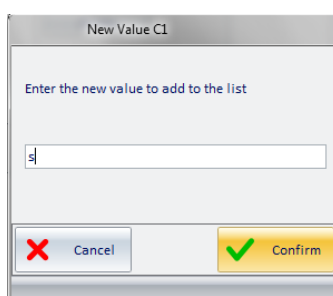 New Value C1
Enter the new value to add to the list
s
Cancel
Confirm